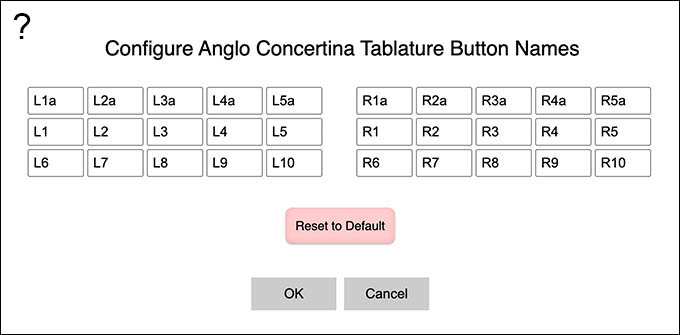 ?
Configure Anglo Concertina Tablature Button Names
L1a L2a L3a L4a L5a R1a R2a R3a R4a R5a
L1 L2 L3 L4 L5 R1 R2 R3 R4 R5
L6 L7 L8 L9 L10 R6 R7 R8 R9 R10
Reset to Default
OK Cancel